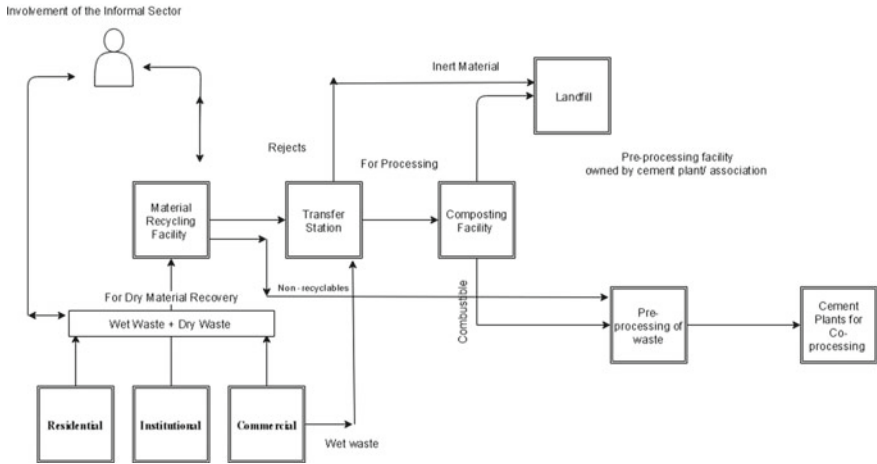 Involvement of the Informal Sector
Inert Material
Landfill
Rejects
For Processing
Pre-processing facility
owned by cement plant/ association
Material
Recycling
Facility
Transfer
Station
Composting
Facility
For Dry Material Recovery
Non - recyclables
Combustible
Wet Waste + Dry Waste
Pre-
processing of
waste
Cement
Plants for
Co-
processing
Residential
Institutional
Commercial
Wet waste